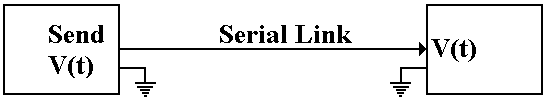 Send
V(t)
Serial Link
V(t)